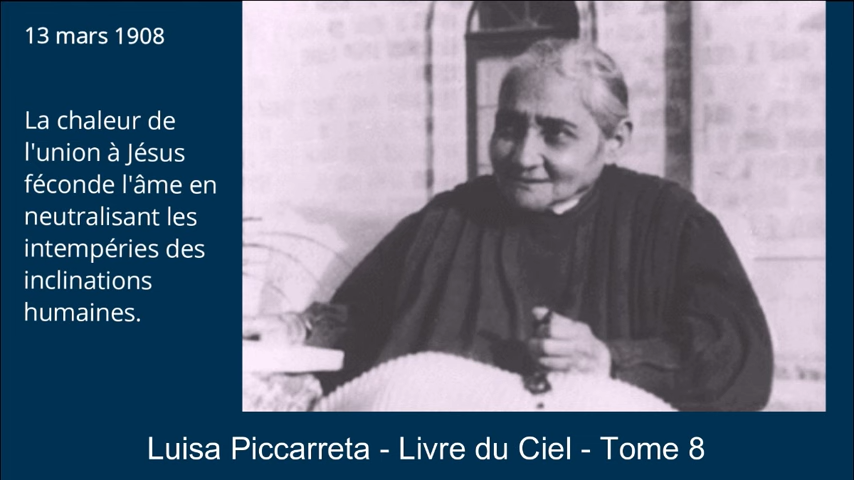 13 mars 1908
La chaleur de
l'union à Jésus
féconde l'âme en
neutralisant les
intempéries des
inclinations
humaines.
Luisa Piccarreta - Livre du Ciel - Tome 8